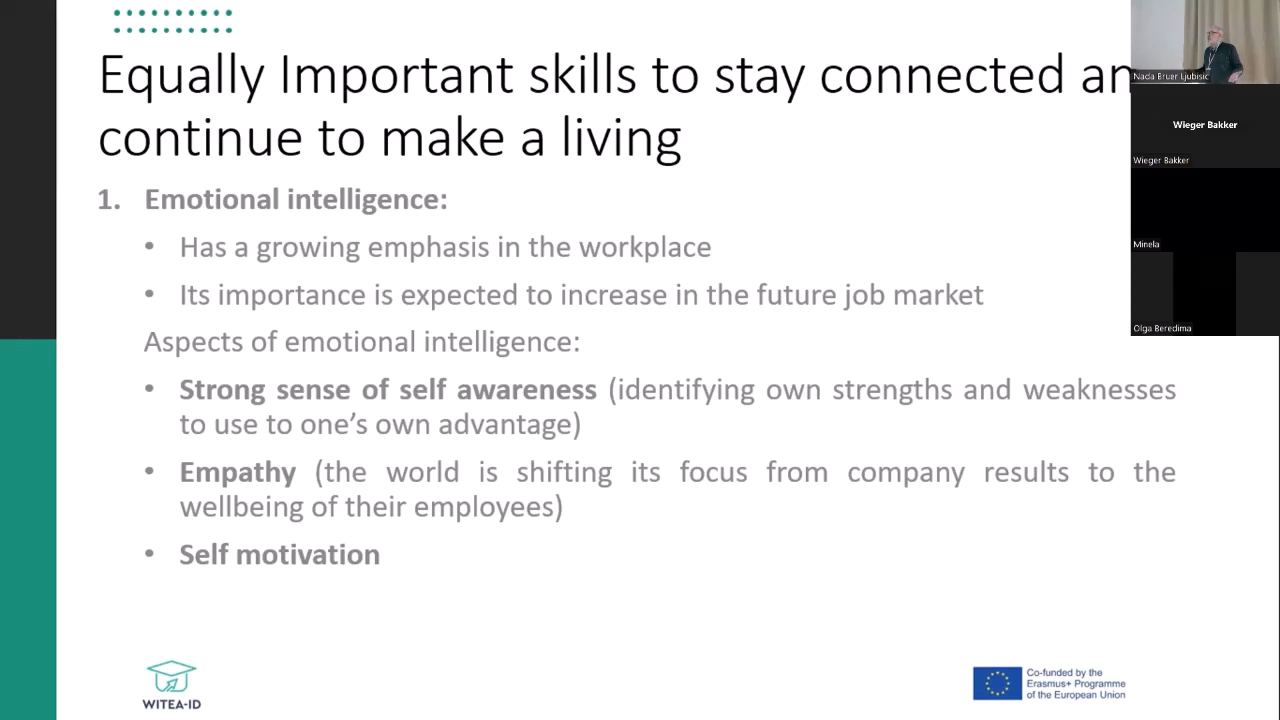 Equally Important skills to stay connected an
continue to make a living
1. Emotional intelligence:
• Has a growing emphasis in the workplace
• Its importance is expected to increase in the future job market
Aspects of emotional intelligence:
• Strong sense of self awareness (identifying own strengths and weaknesses
to use to one’s own advantage)
• Empathy (the world is shifting its focus from company results to the
wellbeing of their employees)
• Self motivation
WITEA-ID
Co-funded by the
Erasmus+ Programme
of the European Union
Nada Bruer Ljubisic
Wieger Bakker
Wieger Bakker
Minela
Olga Beredima